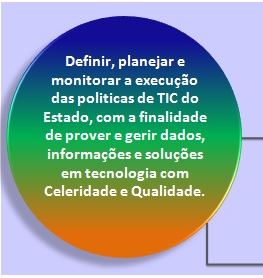 Definir, planejar e
monitorar a execução
das politicas de TIC do
Estado, com a finalidade
de prover e gerir dados,
informações e soluções
em tecnologia com
Celeridade e Qualidade.